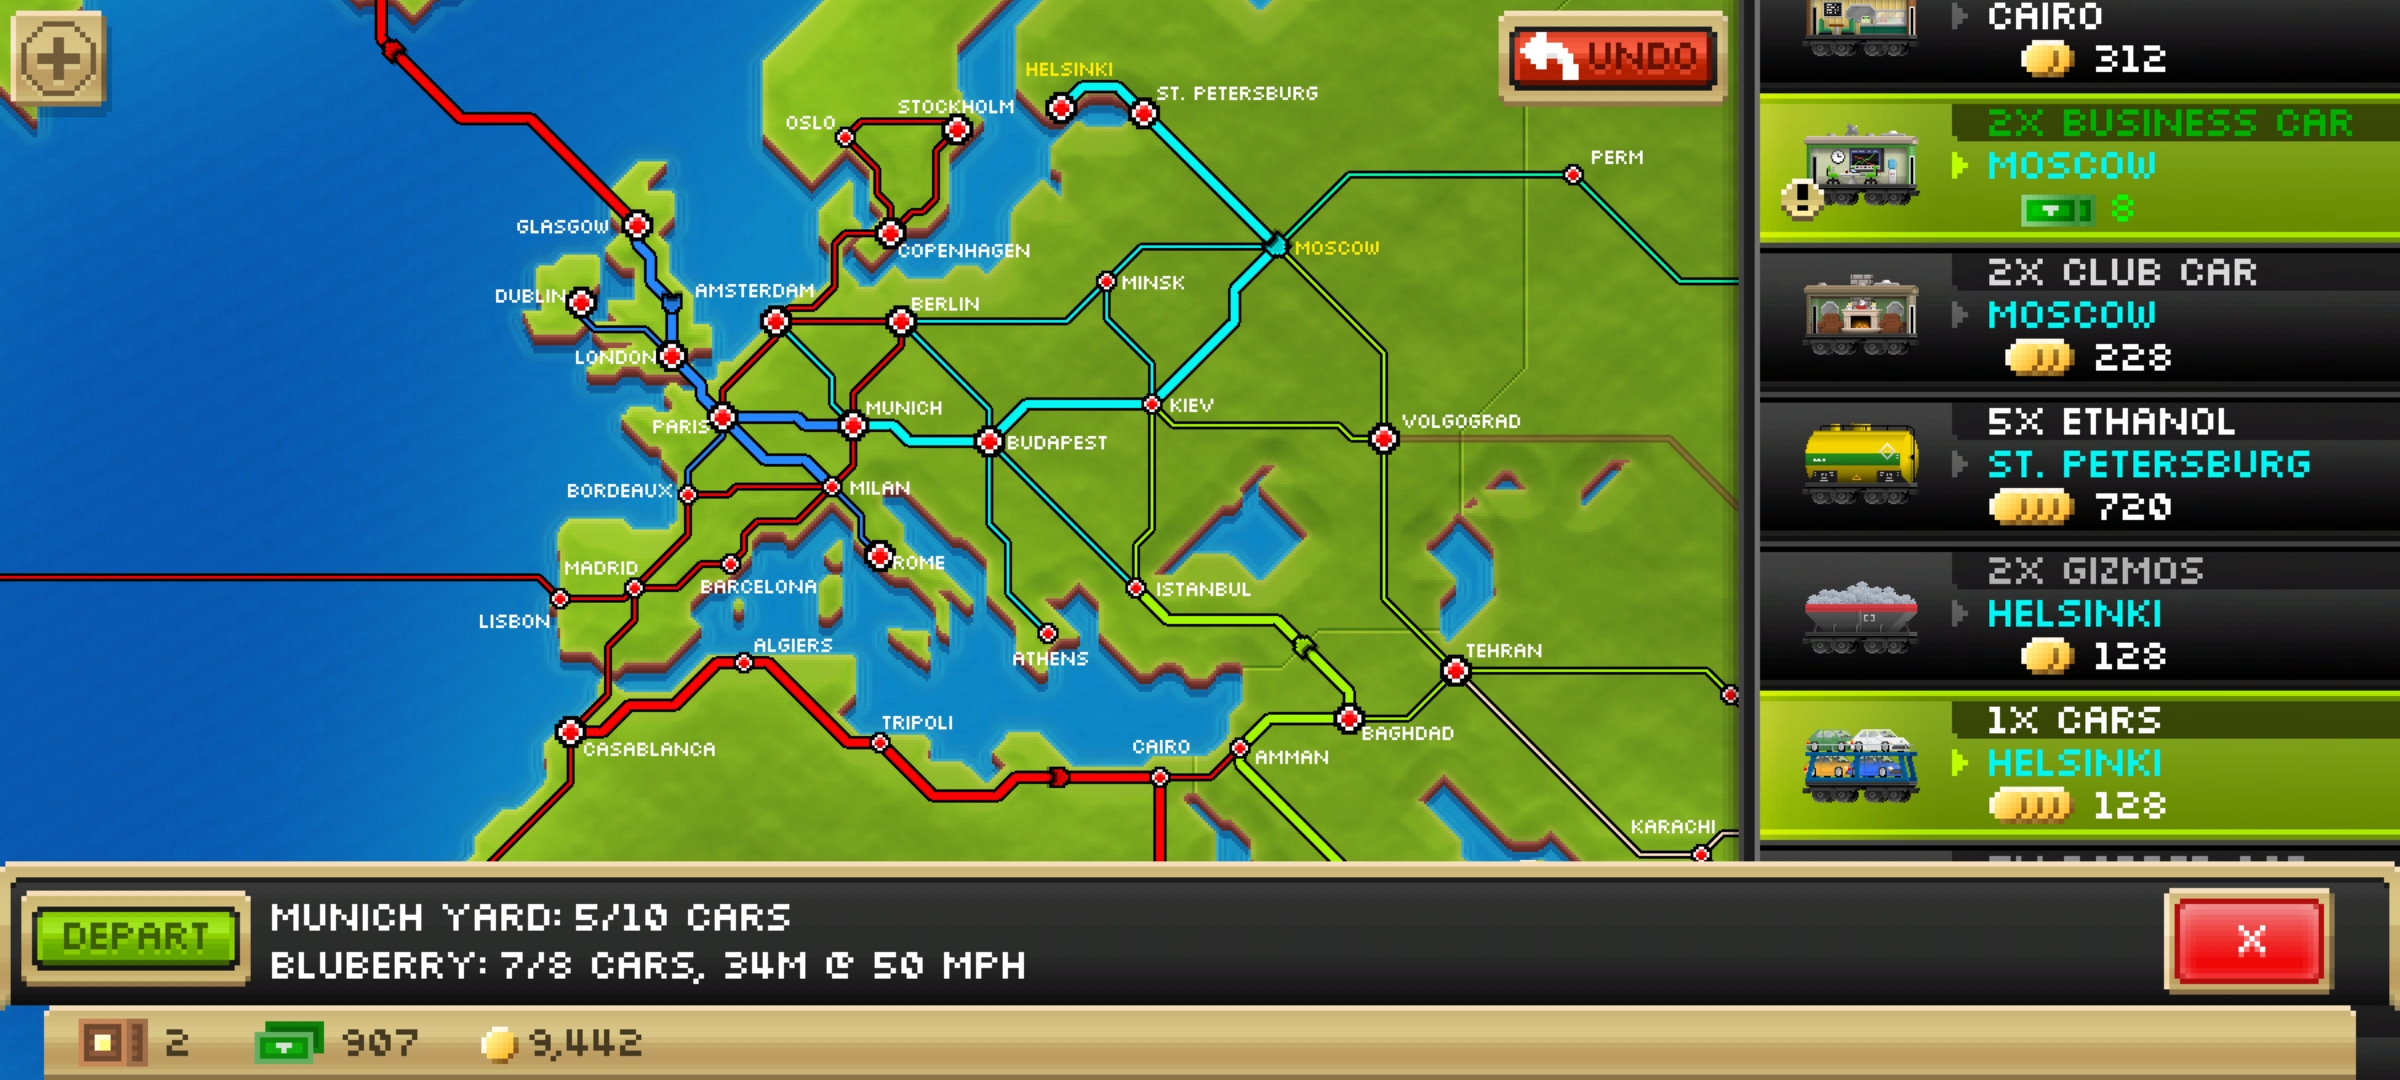 CAIRO
312
UNDO
HELSINKI
ST. PETERSBURG
STOCKHOLM
OSLO
2X BUSINESS CAR
MOSCOW
8
PERM
GLASGOW
COPENHAGEN
MOSCOW
2X CLUB CAR
MOSCOW
228
DUBLIN
AMSTERDAM
BERLIN
MINSK
LONDON
PARIS
MUNICH
KIEV
VOLGOGRAD
BUDAPEST
5X ETHANOL
ST. PETERSBURG
720
BORDEAUX
MILAN
MADRID
ROME
BARCELONA
ISTANBUL
LISBON
2X GIZMOS
HELSINKI
128
ALGIERS
ATHENS
TEHRAN
CASABLANCA
TRIPOLI
CAIRO
AMMAN
BAGHDAD
1X CARS
HELSINKI
128
KARACHI
DEPART
MUNICH YARD: 5/10 CARS
BLUBERRY: 7/8 CARS, 34M @ 50 MPH
X
2
907
9,442